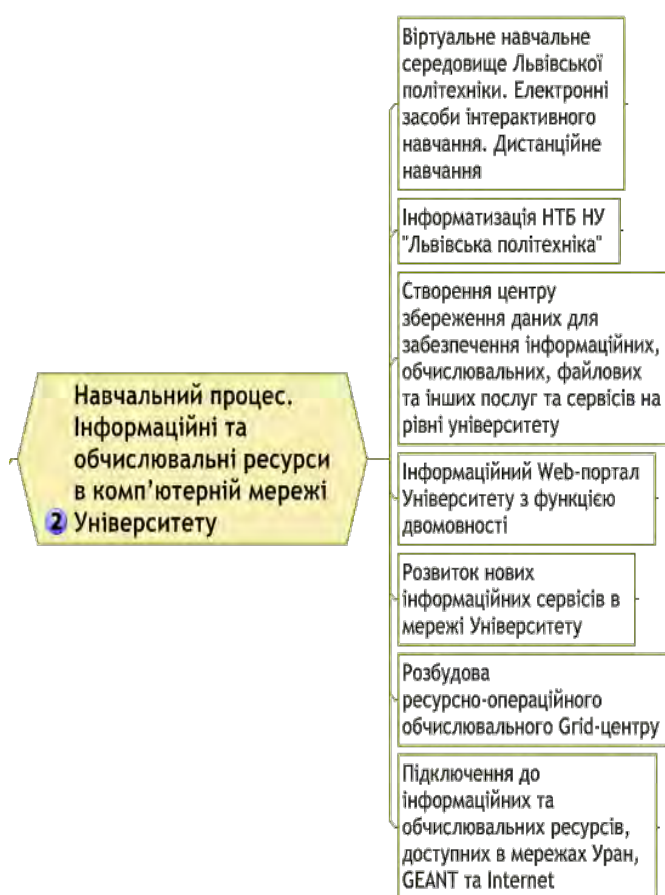 Навчальний процес.
Інформаційні та
обчислювальні ресурси
в комп’ютерній мережі
2 Університету
Віртуальне навчальне
середовище Львівської
політехніки. Електронні
засоби інтерактивного
навчання. Дистанційне
навчання
Інформатизація НТБ НУ
"Львівська політехніка"
Створення центру
збереження даних для
забезпечення інформаційних,
обчислювальних, файлових
та інших послуг та сервісів на
рівні університету
Інформаційний Web-портал
Університету з функцією
двомовності
Розвиток нових
інформаційних сервісів в
мережі Університету
Розбудова
ресурсно-операційного
обчислювального Grid-центру
Підключення до
інформаційних та
обчислювальних ресурсів,
доступних в мережах Уран,
GEANT та Internet